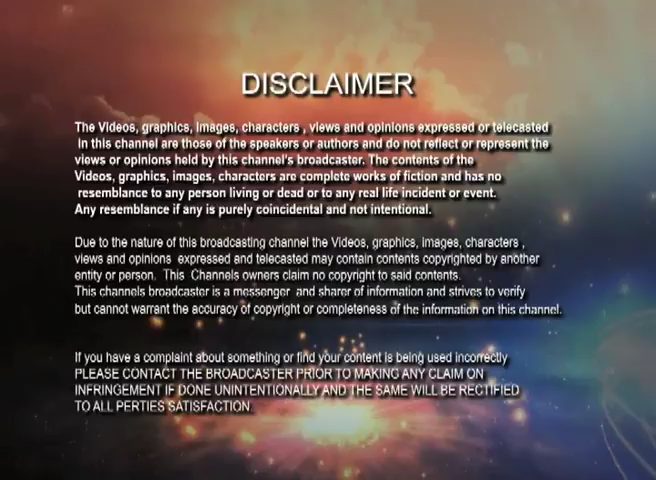 DISCLAIMER
The Videos, graphics, images, characters , views and opinions expressed or telecasted
in this channel are those of the speakers or authors and do not reflect or represent the
views or opinions held by this channel's broadcaster. The contents of the
Videos, graphics, images, characters are complete works of fiction and has no
resemblance to any person living or dead or to any real life incident or event.
Any resemblance if any is purely coincidental and not intentional.
Due to the nature of this broadcasting channel the Videos, graphics, images, characters ,
views and opinions expressed and telecasted may contain contents copyrighted by another
entity or person. This Channels owners claim no copyright to said contents.
This channels broadcaster is a messenger and sharer of information and strives to verify
but cannot warrant the accuracy of copyright or completeness of the information on this channel.
If you have a complaint about something or find your content is being used incorrectly
PLEASE CONTACT THE BROADCASTER PRIOR TO MAKING ANY CLAIM ON
INFRINGEMENT IF DONE UNINTENTIONALLY AND THE SAME WILL BE RECTIFIED
TO ALL PERTIES SATISFACTION.